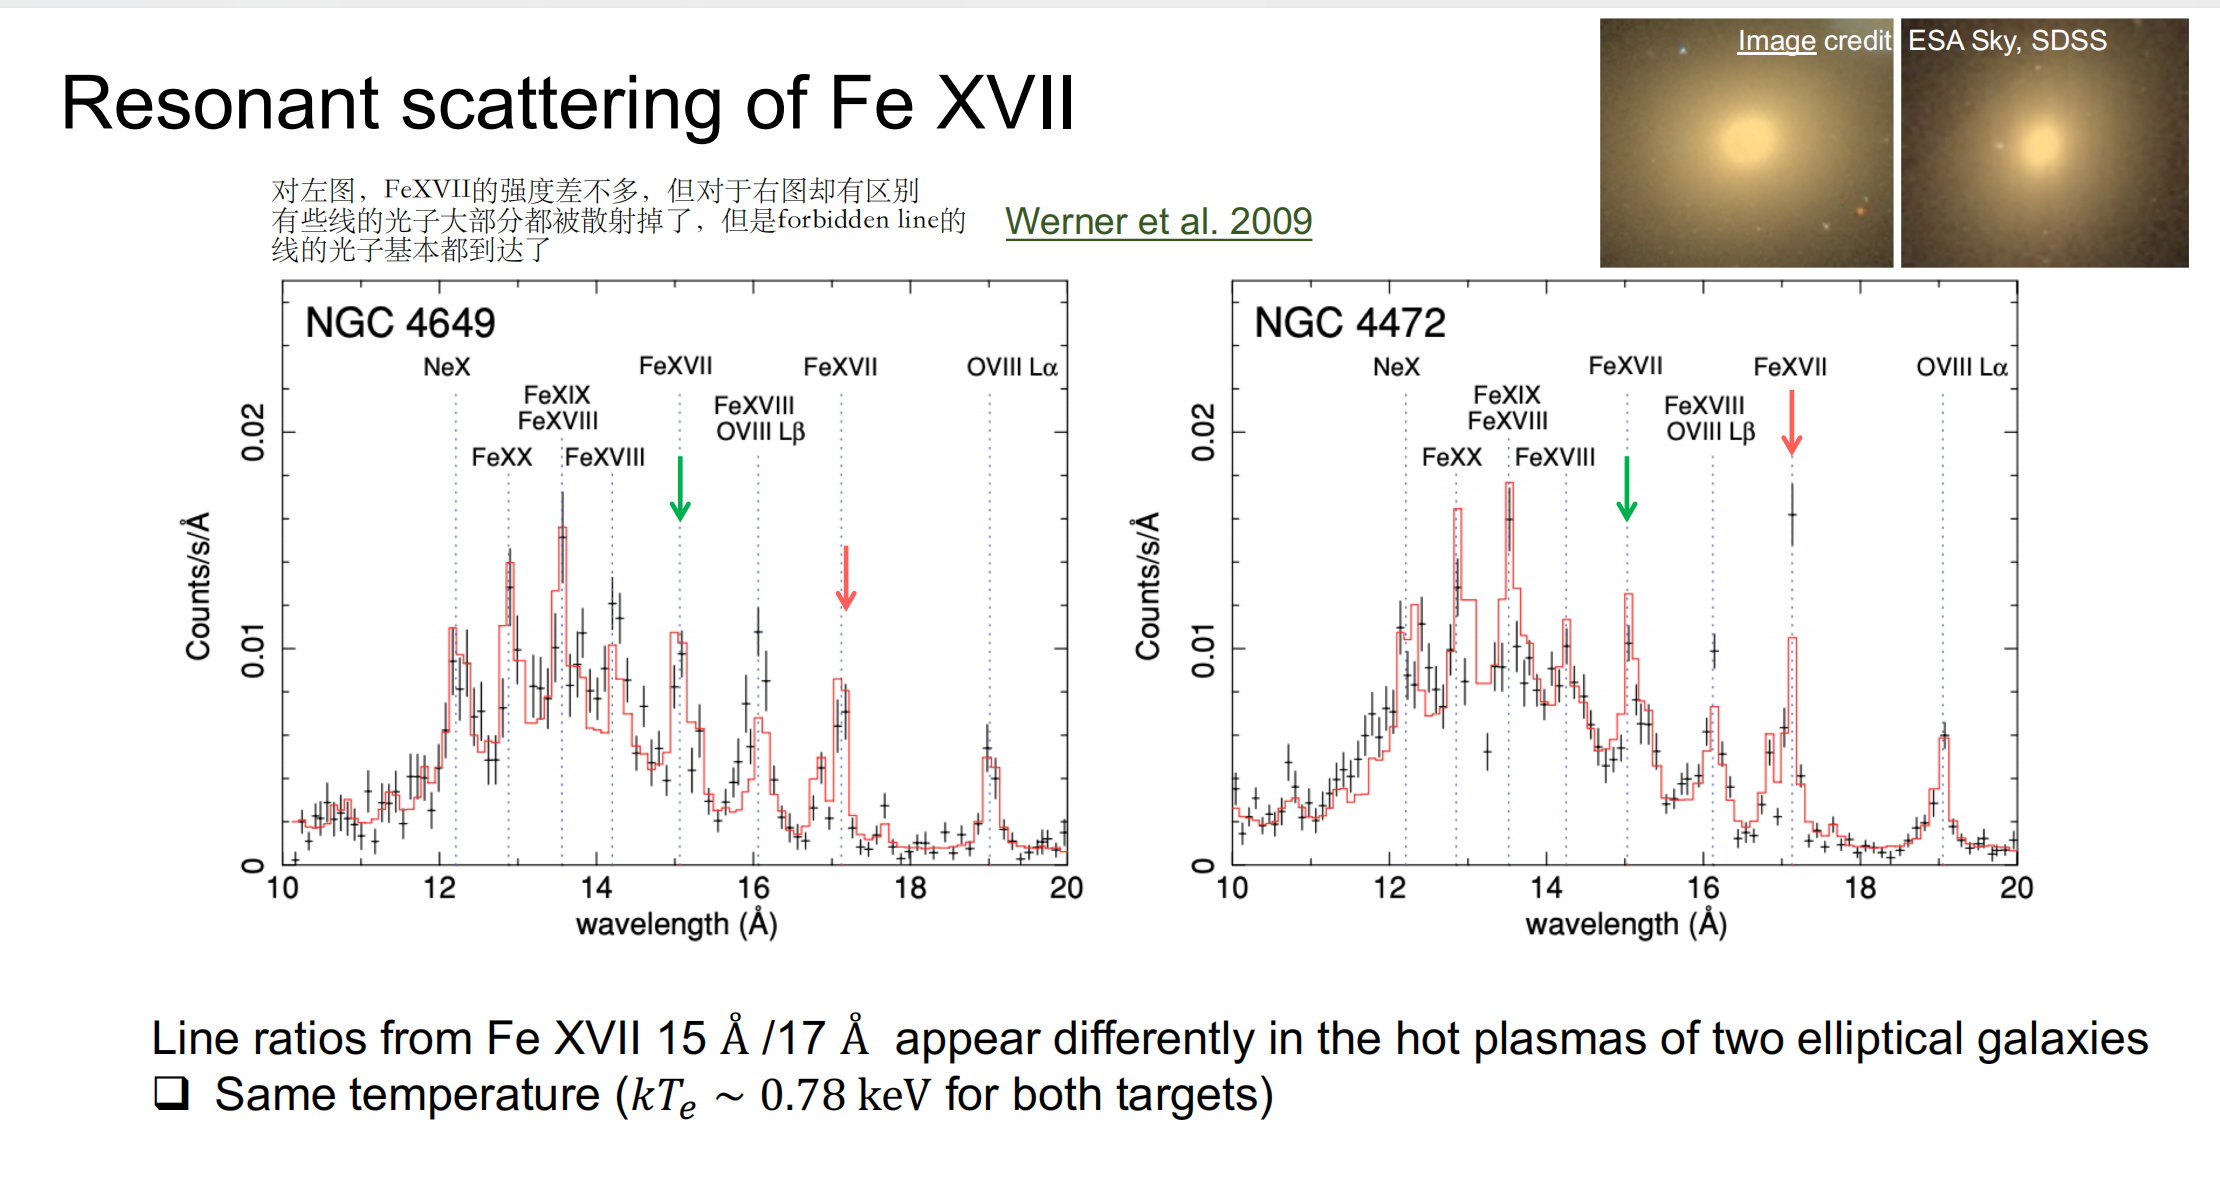 Image credit ESA Sky, SDSS
Resonant scattering of Fe XVII
对左图，FeXVII的强度差不多，但对于右图却有区别
有些线的光子大部分都被散射掉了，但是forbidden line的
线的光子基本都到达了
Werner et al. 2009
NGC 4649
NeX
FeXVII
FeXVII
OVIII Lα
FeXIX
FeXVIII
FeXVIII
OVIII Lβ
FeXX
FeXVIII
Counts/s/Å
0.02
0.01
0
10 12 14 16 18 20
wavelength (Å)
NGC 4472
NeX
FeXVII
FeXVII
OVIII Lα
FeXIX
FeXVIII
FeXVIII
OVIII Lβ
FeXX
FeXVIII
Counts/s/Å
0.02
0.01
0
10 12 14 16 18 20
wavelength (Å)
Line ratios from Fe XVII 15 Å /17 Å appear differently in the hot plasmas of two elliptical galaxies
❑ Same temperature (kTₑ ~ 0.78 keV for both targets)